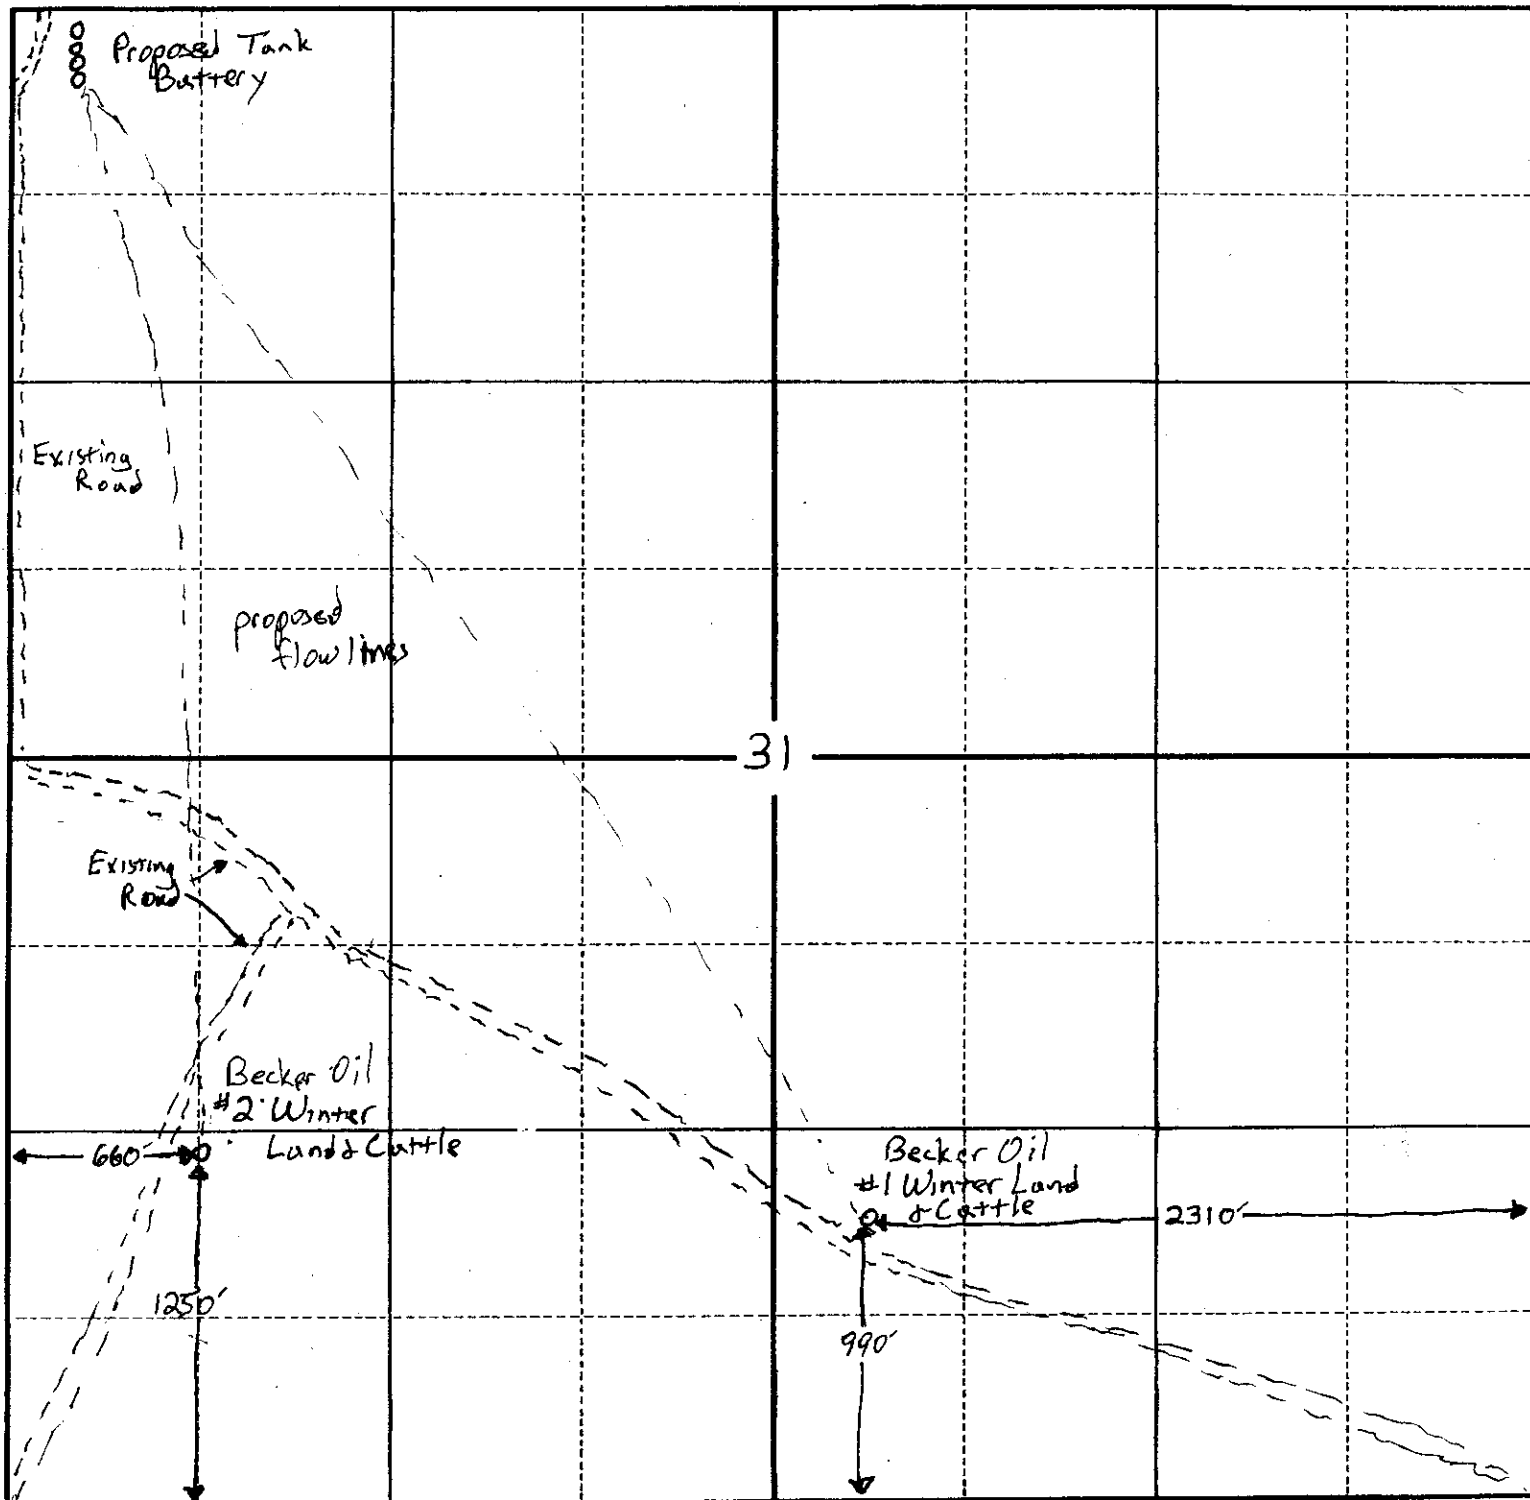 Proposed Tank
Battery
Existing
Road
proposed
flowlines
31
Existing
Road
Becker Oil
#2 Winter
Land & Cattle
660'
1250'
Becker Oil
#1 Winter Land
& Cattle
2310'
990'